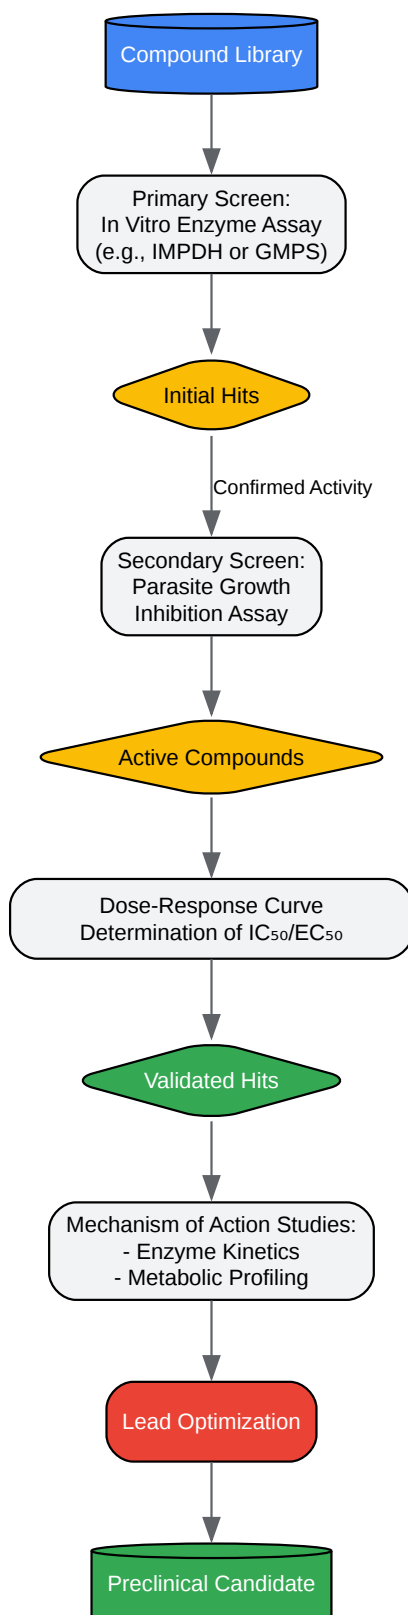 Compound Library
Primary Screen:
In Vitro Enzyme Assay
(e.g., IMPDH or GMPS)
Initial Hits
Confirmed Activity
Secondary Screen:
Parasite Growth
Inhibition Assay
Active Compounds
Dose-Response Curve
Determination of IC₅₀/EC₅₀
Validated Hits
Mechanism of Action Studies:
- Enzyme Kinetics
- Metabolic Profiling
Lead Optimization
Preclinical Candidate